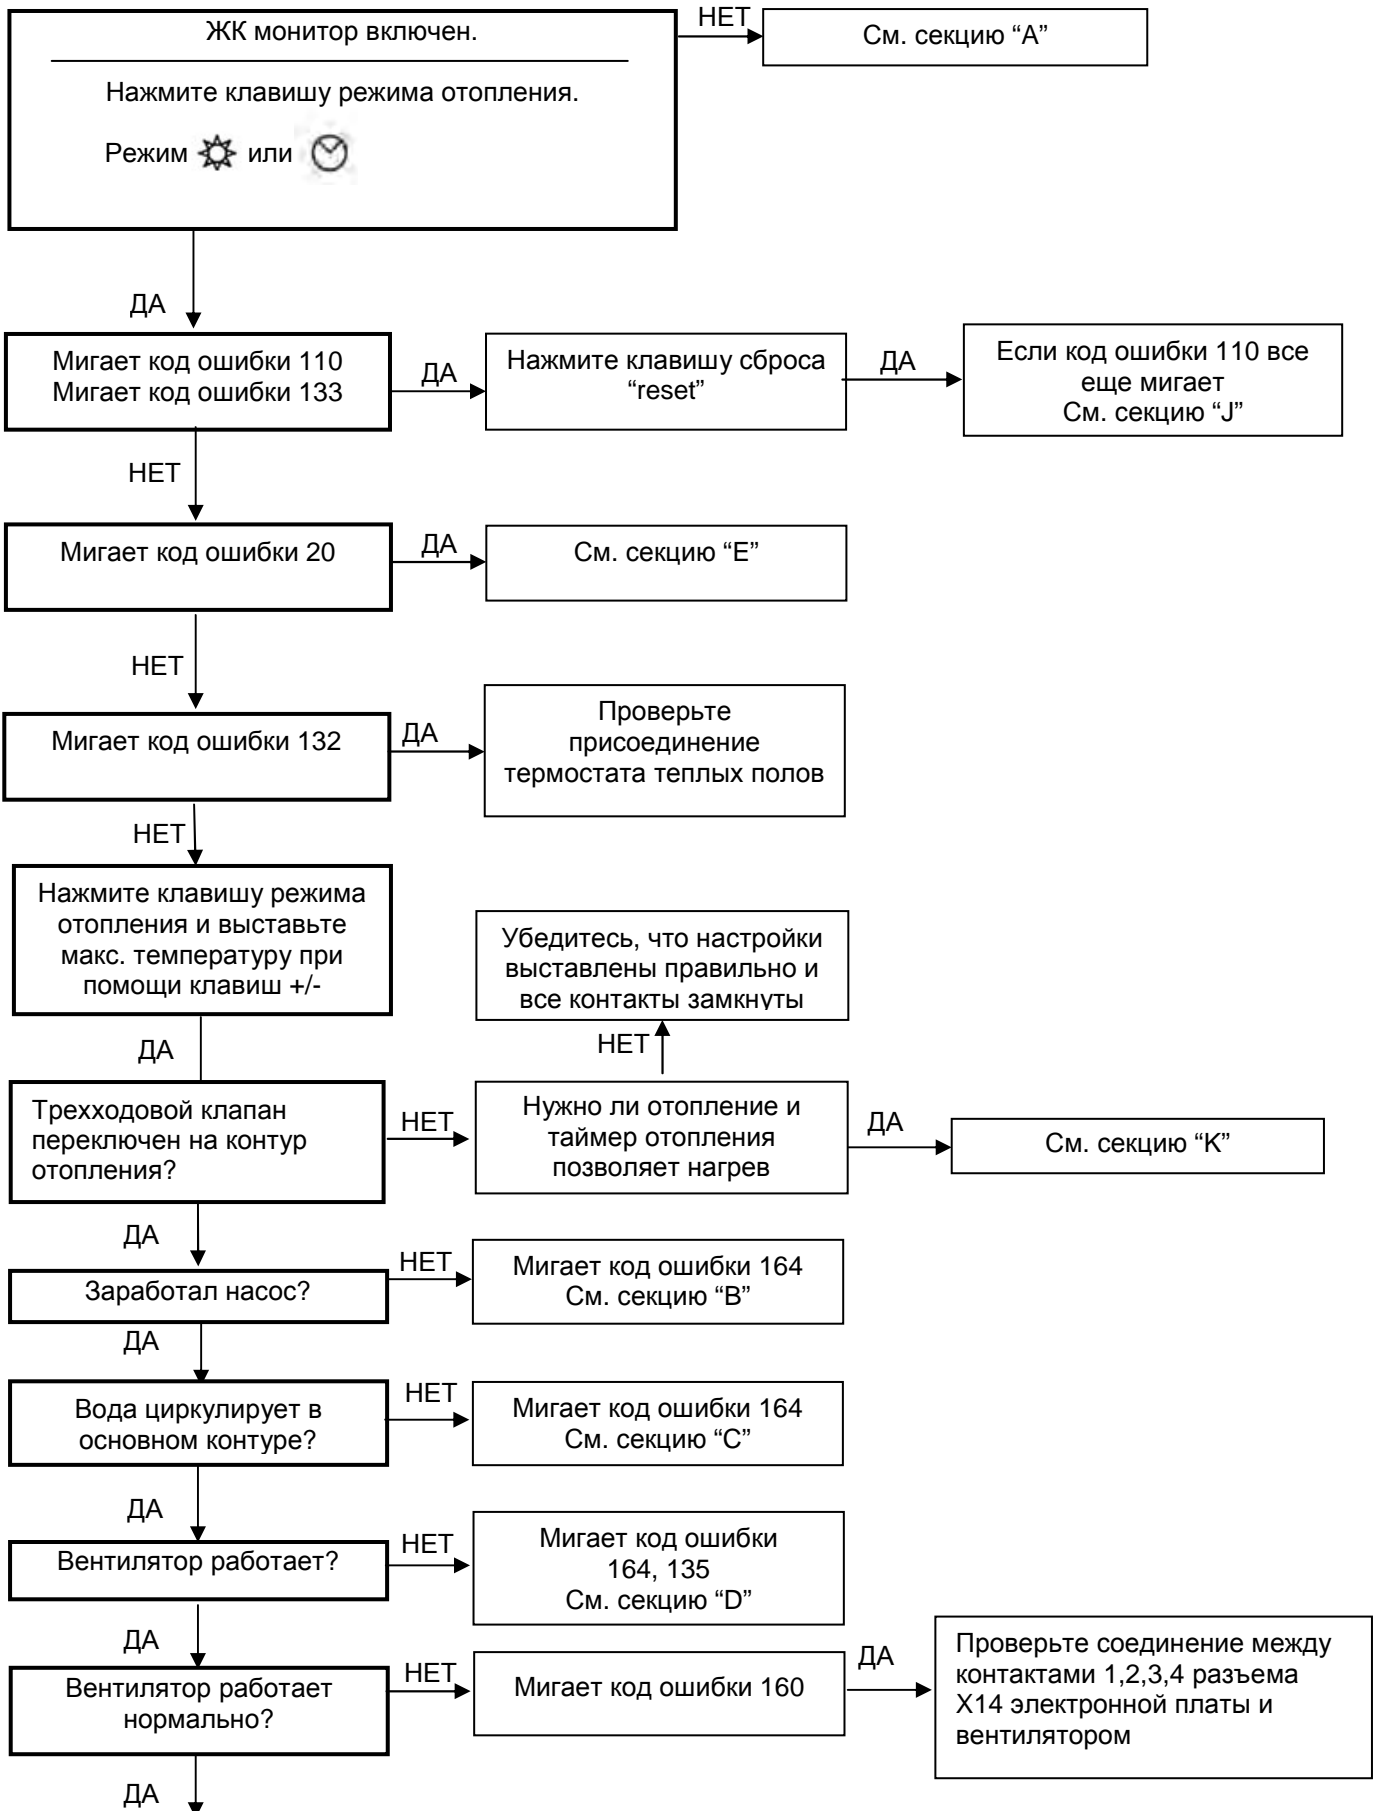 ЖК монитор включен.
Нажмите клавишу режима отопления.
Режим или
НЕТ
См. секцию “A”
ДА
Мигает код ошибки 110
Мигает код ошибки 133
ДА
Нажмите клавишу сброса
“reset”
ДА
Если код ошибки 110 все
еще мигает
См. секцию “J”
НЕТ
Мигает код ошибки 20
ДА
См. секцию “E”
НЕТ
Мигает код ошибки 132
ДА
Проверьте
присоединение
термостата теплых полов
НЕТ
Нажмите клавишу режима
отопления и выставьте
макс. температуру при
помощи клавиш +/-
Убедитесь, что настройки
выставлены правильно и
все контакты замкнуты
НЕТ
ДА
Трехходовой клапан
переключен на контур
отопления?
НЕТ
Нужно ли отопление и
таймер отопления
позволяет нагрев
ДА
См. секцию “K”
ДА
Заработал насос?
НЕТ
Мигает код ошибки 164
См. секцию “B”
ДА
Вода циркулирует в
основном контуре?
НЕТ
Мигает код ошибки 164
См. секцию “C”
ДА
Вентилятор работает?
НЕТ
Мигает код ошибки
164, 135
См. секцию “D”
ДА
Вентилятор работает
нормально?
НЕТ
Мигает код ошибки 160
ДА
Проверьте соединение между
контактами 1,2,3,4 разъема
X14 электронной платы и
вентилятором
ДА